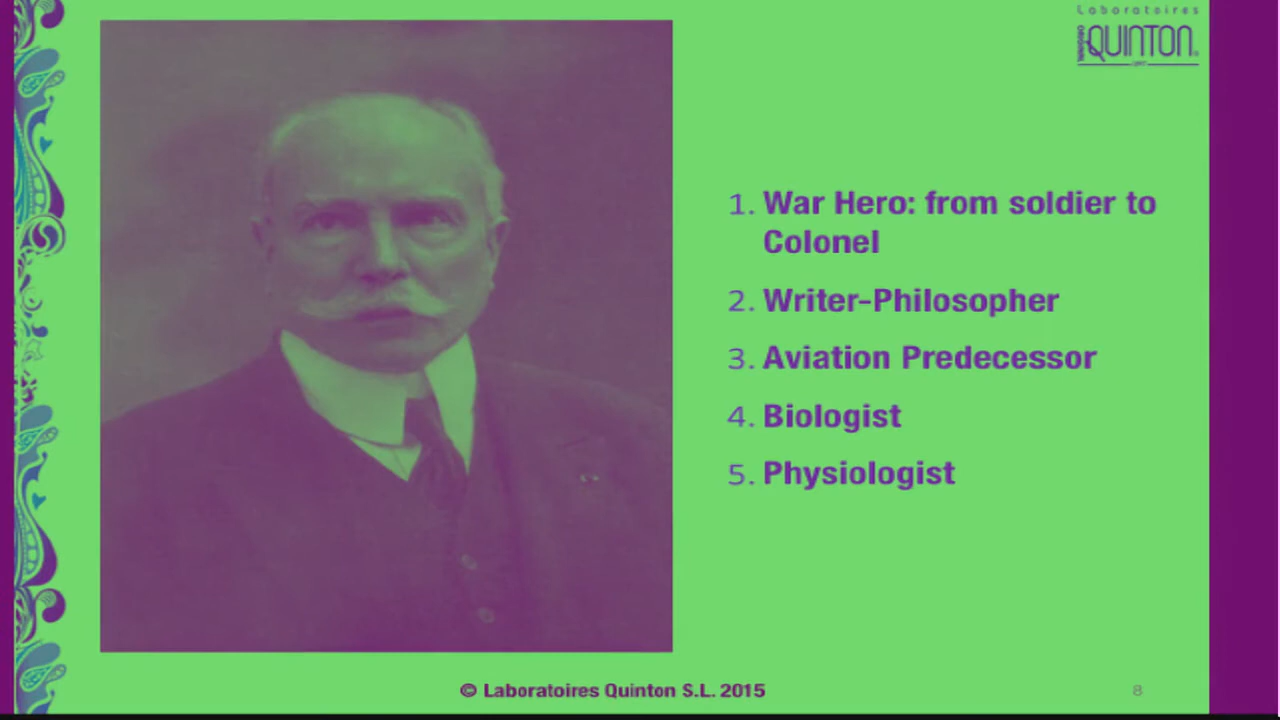 Laboratoires
ORIGINAL
QUINTON
1. War Hero: from soldier to
Colonel
2. Writer-Philosopher
3. Aviation Predecessor
4. Biologist
5. Physiologist
© Laboratoires Quinton S.L. 2015
8